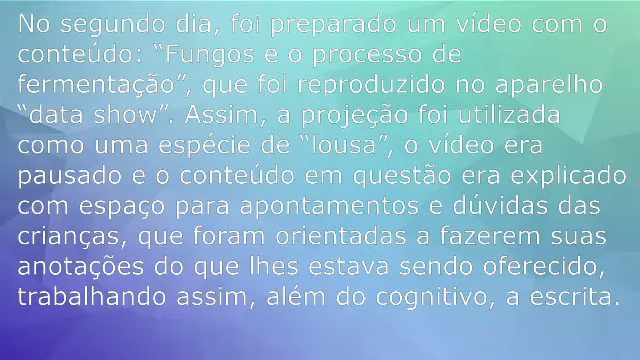 No segundo dia, foi preparado um vídeo com o
conteúdo: “Fungos e o processo de
fermentação”, que foi reproduzido no aparelho
“data show”. Assim, a projeção foi utilizada
como uma espécie de “lousa”, o vídeo era
pausado e o conteúdo em questão era explicado
com espaço para apontamentos e dúvidas das
crianças, que foram orientadas a fazerem suas
anotações do que lhes estava sendo oferecido,
trabalhando assim, além do cognitivo, a escrita.